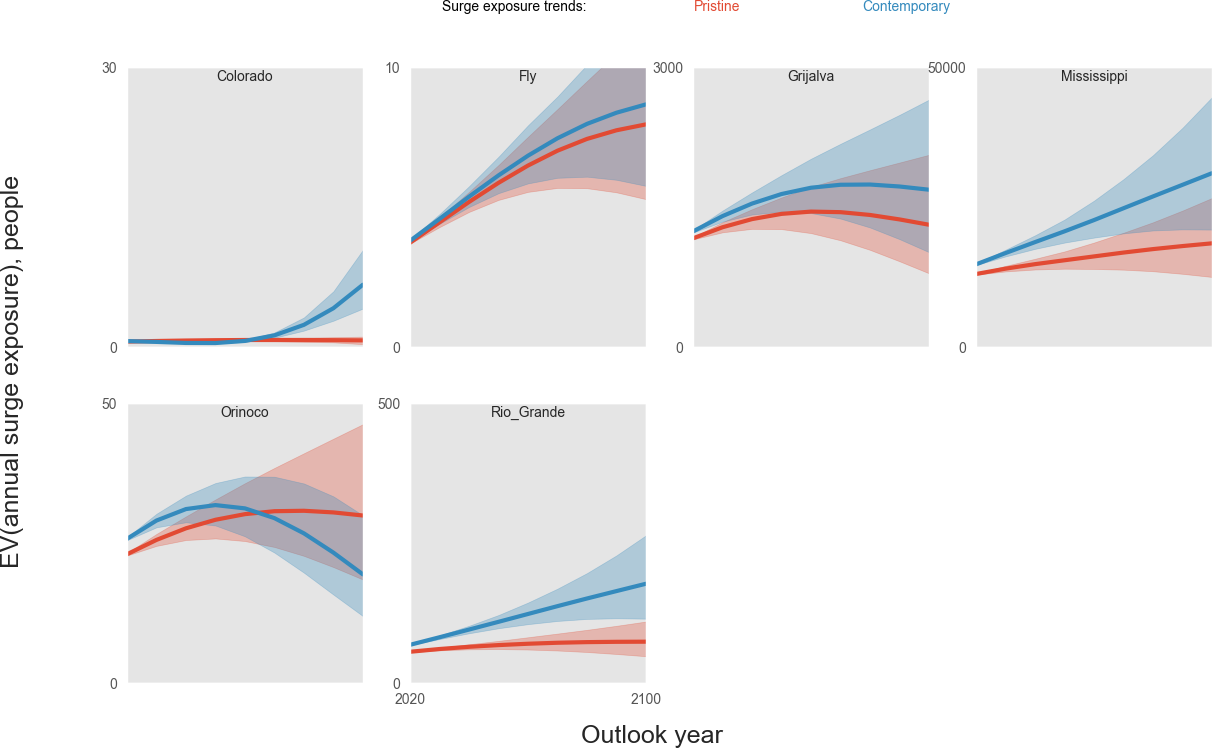 Surge exposure trends: Pristine Contemporary
30 10 3000 50000
Colorado Fly Grijalva Mississippi
0 0 0 0
EV(annual surge exposure), people
50 500
Orinoco Rio_Grande
0 0
2020 2100
Outlook year